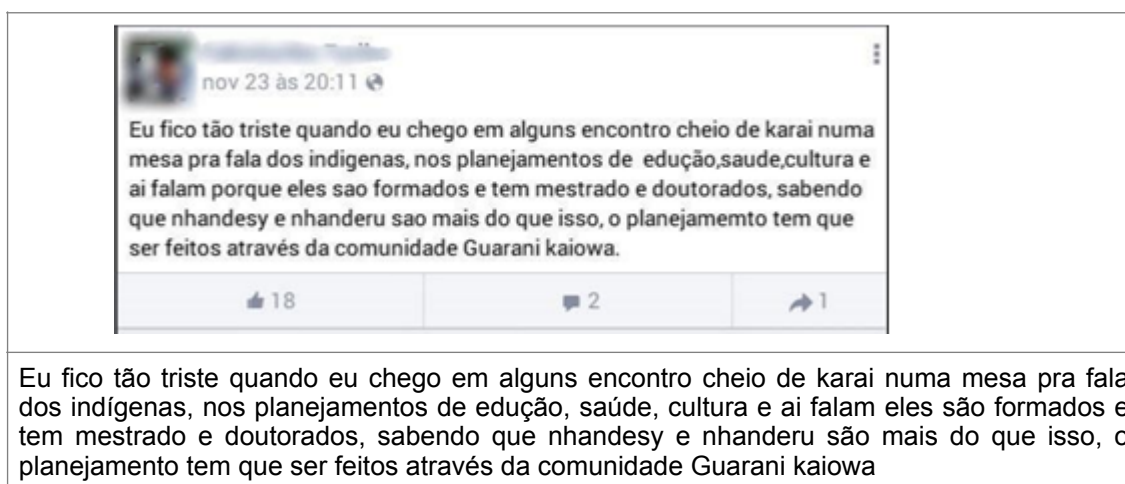 nov 23 às 20:11
Eu fico tão triste quando eu chego em alguns encontro cheio de karai numa
mesa pra fala dos indigenas, nos planejamentos de edução,saude,cultura e
ai falam porque eles sao formados e tem mestrado e doutorados, sabendo
que nhandesy e nhanderu sao mais do que isso, o planejamemto tem que
ser feitos através da comunidade Guarani kaiowa.
18 2 1
Eu fico tão triste quando eu chego em alguns encontro cheio de karai numa mesa pra fala
dos indígenas, nos planejamentos de edução, saúde, cultura e ai falam eles são formados e
tem mestrado e doutorados, sabendo que nhandesy e nhanderu são mais do que isso, o
planejamento tem que ser feitos através da comunidade Guarani kaiowa